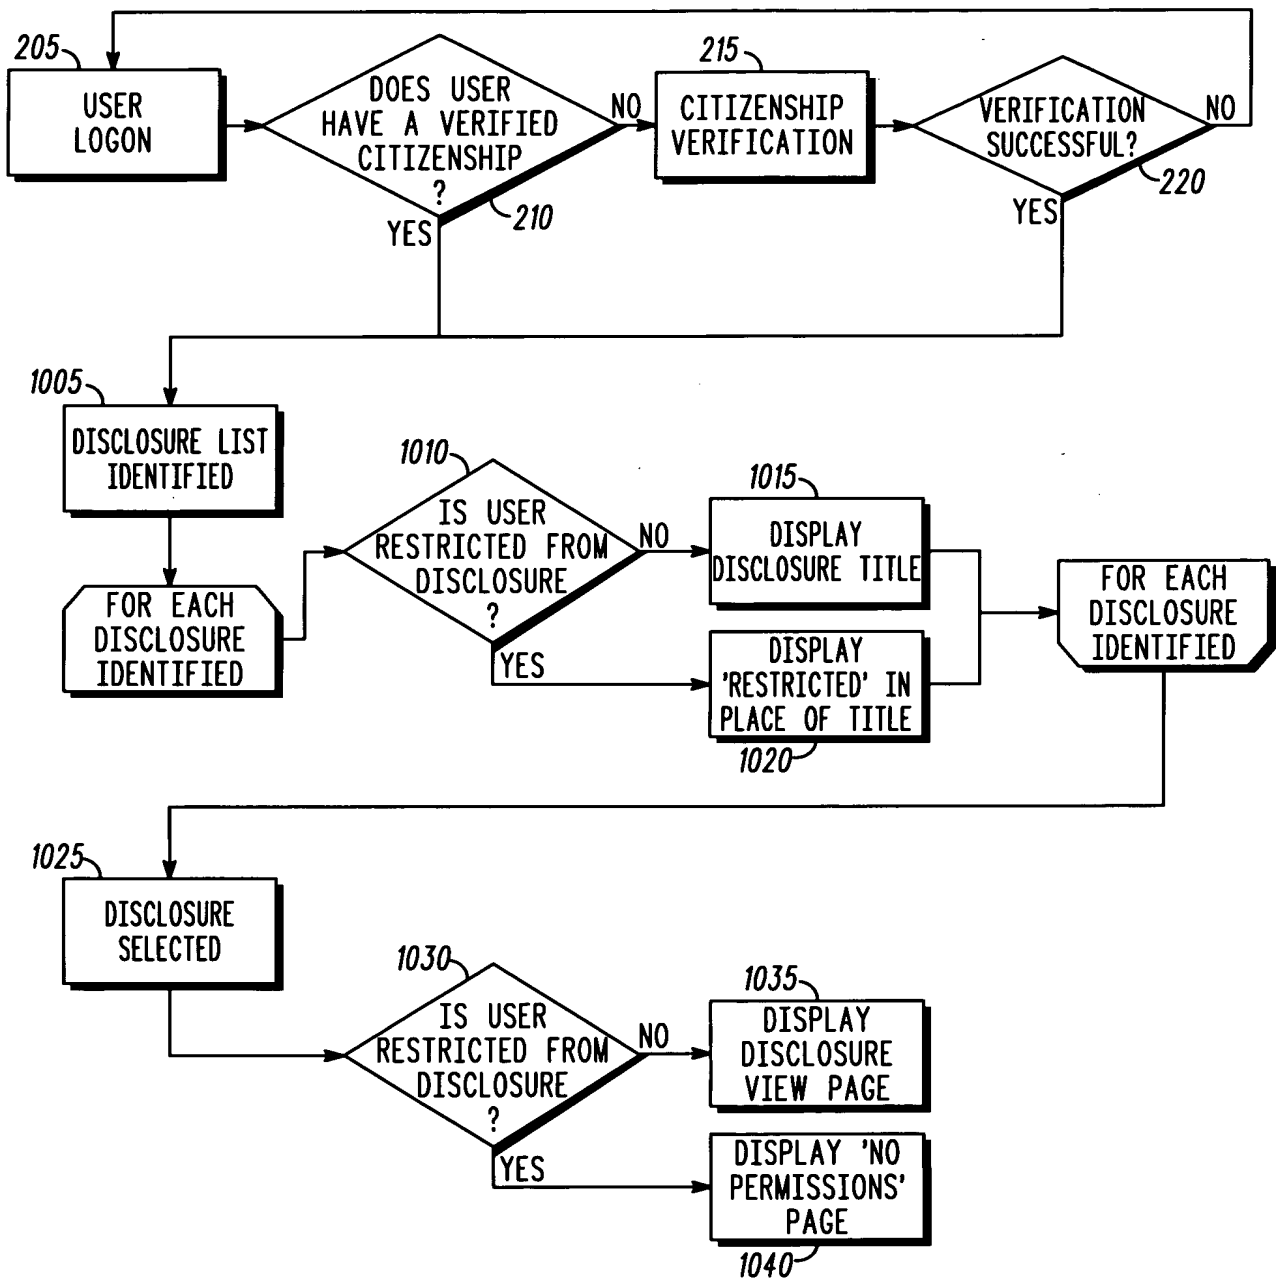 205
USER
LOGON
DOES USER
HAVE A VERIFIED
CITIZENSHIP
?
210
NO
YES
215
CITIZENSHIP
VERIFICATION
VERIFICATION
SUCCESSFUL?
220
NO
YES
1005
DISCLOSURE LIST
IDENTIFIED
FOR EACH
DISCLOSURE
IDENTIFIED
1010
IS USER
RESTRICTED FROM
DISCLOSURE
?
NO
YES
1015
DISPLAY
DISCLOSURE TITLE
DISPLAY
'RESTRICTED' IN
PLACE OF TITLE
1020
FOR EACH
DISCLOSURE
IDENTIFIED
1025
DISCLOSURE
SELECTED
1030
IS USER
RESTRICTED FROM
DISCLOSURE
?
NO
YES
1035
DISPLAY
DISCLOSURE
VIEW PAGE
DISPLAY 'NO
PERMISSIONS'
PAGE
1040